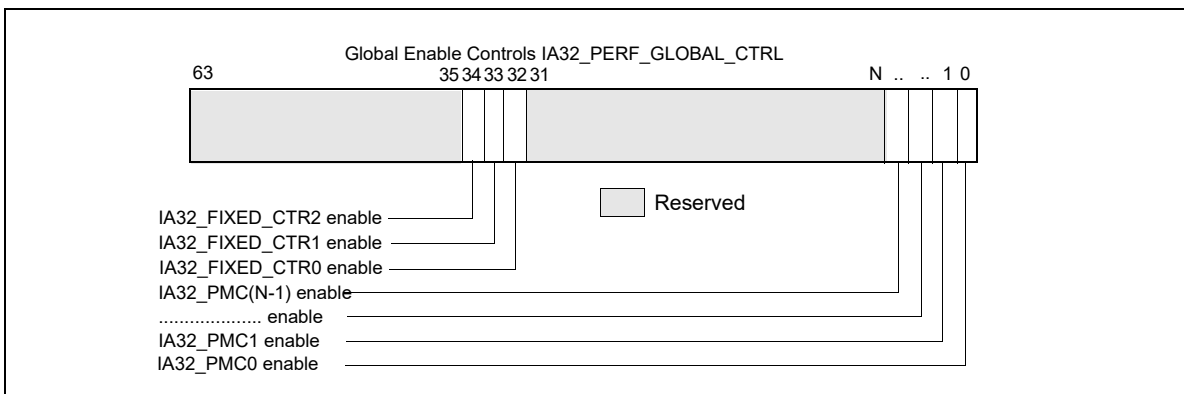 Global Enable Controls IA32_PERF_GLOBAL_CTRL
63 35 34 33 32 31 N .. .. 1 0
Reserved
IA32_FIXED_CTR2 enable
IA32_FIXED_CTR1 enable
IA32_FIXED_CTR0 enable
IA32_PMC(N-1) enable
.................... enable
IA32_PMC1 enable
IA32_PMC0 enable